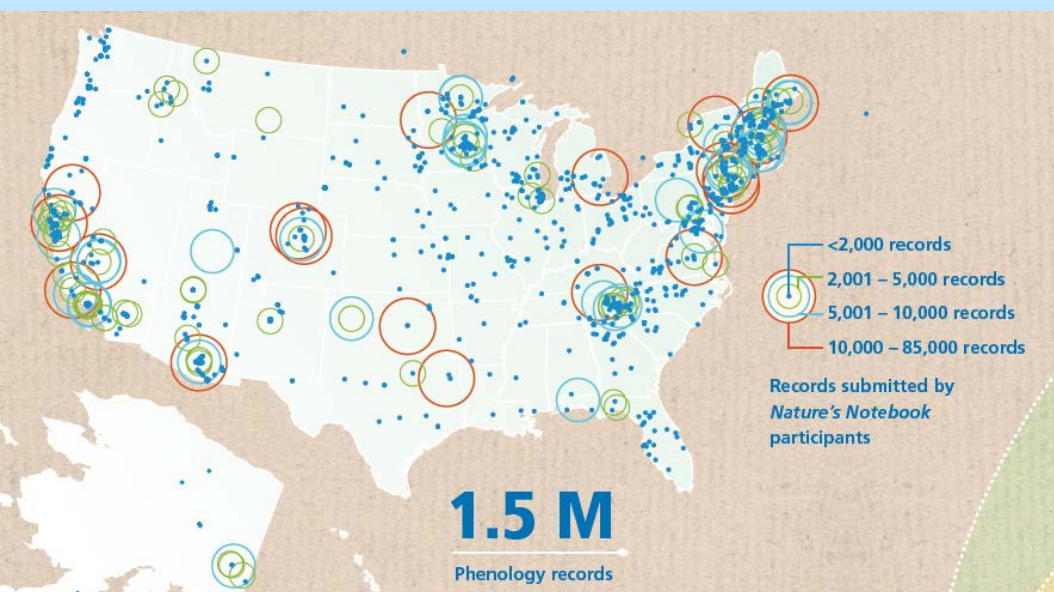 <2,000 records
2,001 – 5,000 records
5,001 – 10,000 records
10,000 – 85,000 records
Records submitted by
Nature's Notebook
participants
1.5 M
Phenology records